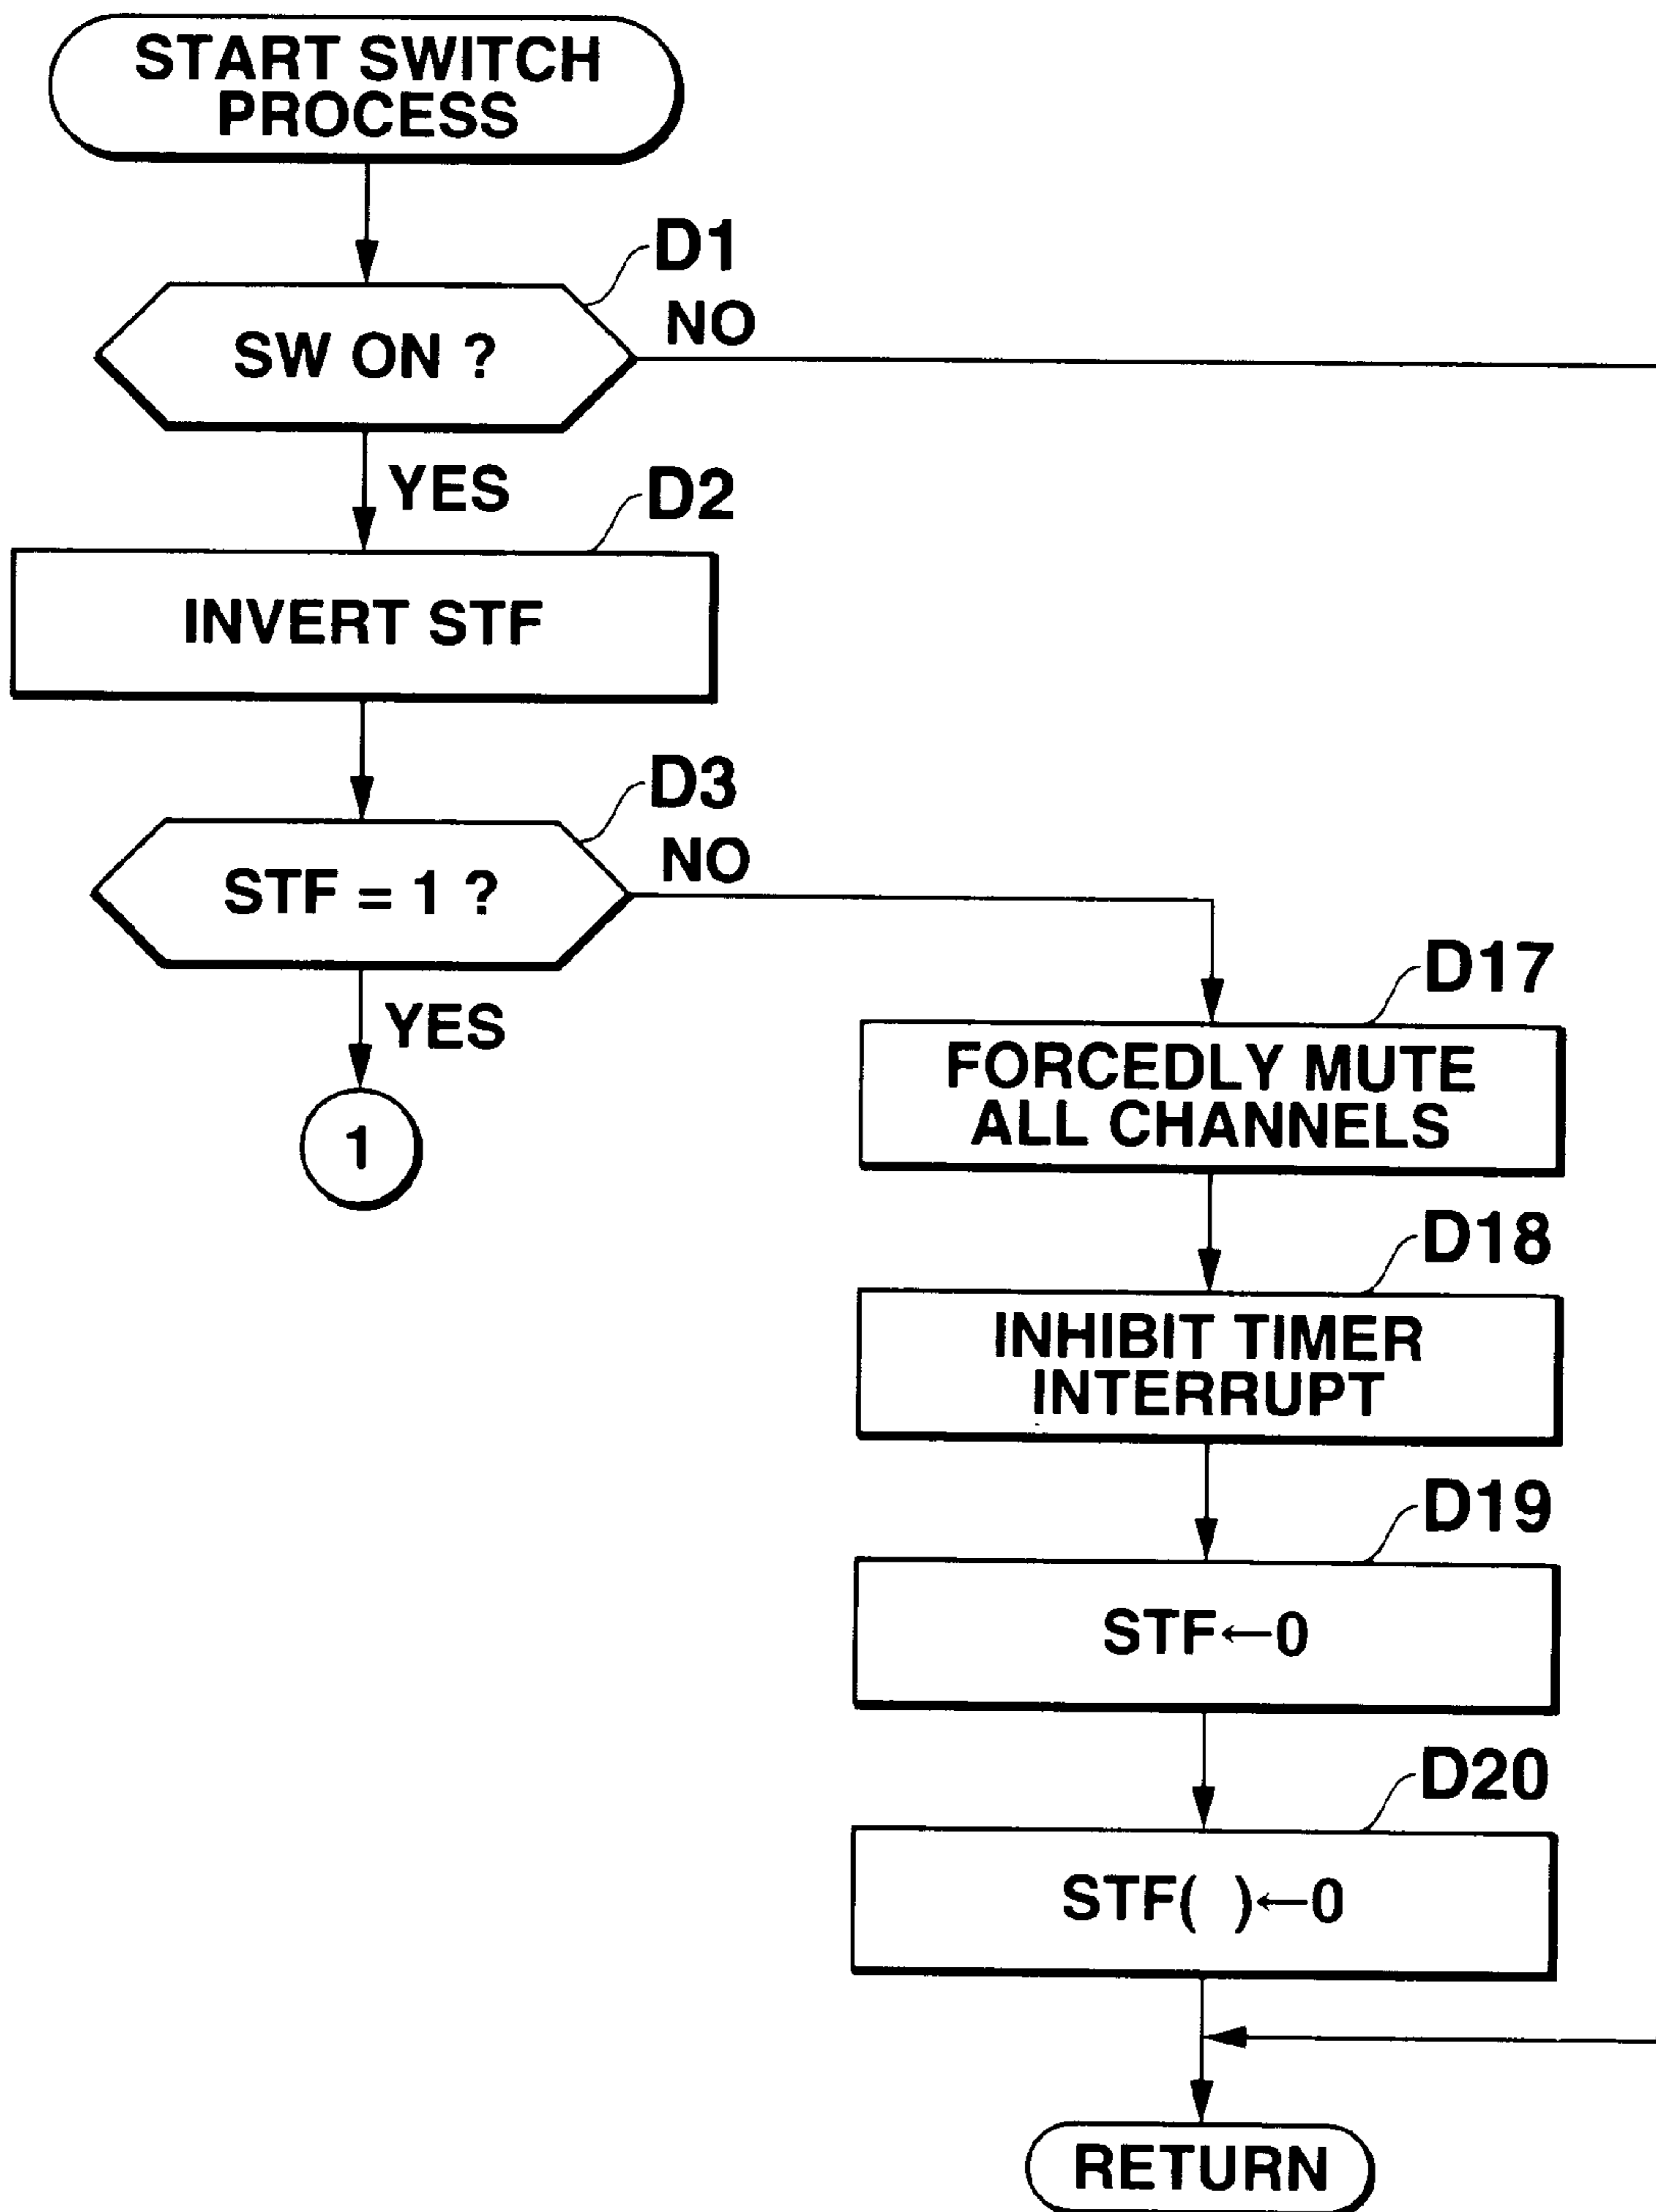 START SWITCH
PROCESS
D1
NO
SW ON ?
YES
D2
INVERT STF
D3
NO
STF = 1 ?
YES
1
D17
FORCEDLY MUTE
ALL CHANNELS
D18
INHIBIT TIMER
INTERRUPT
D19
STF←0
D20
STF( )←0
RETURN